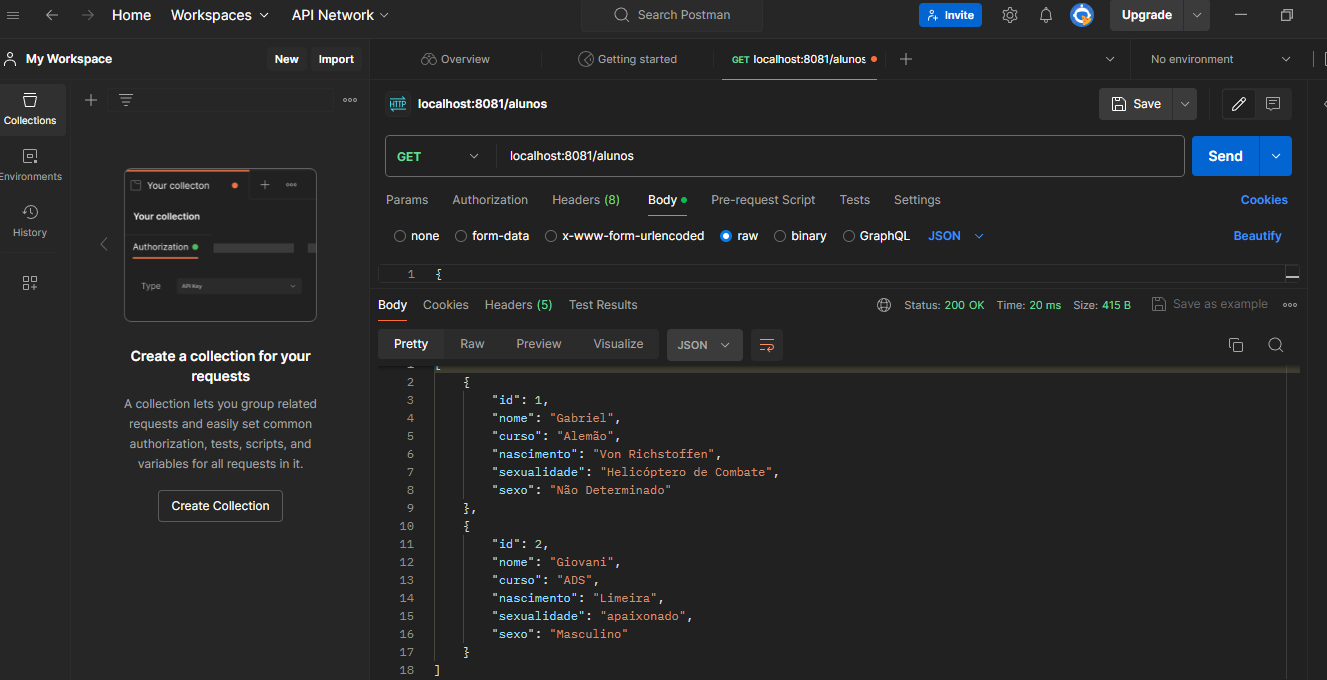 Home Workspaces API Network Search Postman Invite Upgrade
My Workspace New Import Overview Getting started GET localhost:8081/alunos No environment
Collections
Environments
History
Your collecton
Your collection
Authorization
Type API Key
Create a collection for your
requests
A collection lets you group related
requests and easily set common
authorization, tests, scripts, and
variables for all requests in it.
Create Collection
HTTP localhost:8081/alunos Save
GET localhost:8081/alunos Send
Params Authorization Headers (8) Body Pre-request Script Tests Settings Cookies
none form-data x-www-form-urlencoded raw binary GraphQL JSON Beautify
1 {
Body Cookies Headers (5) Test Results Status: 200 OK Time: 20 ms Size: 415 B Save as example
Pretty Raw Preview Visualize JSON
1 [
2 {
3 "id": 1,
4 "nome": "Gabriel",
5 "curso": "Alemão",
6 "nascimento": "Von Richstoffen",
7 "sexualidade": "Helicóptero de Combate",
8 "sexo": "Não Determinado"
9 },
10 {
11 "id": 2,
12 "nome": "Giovani",
13 "curso": "ADS",
14 "nascimento": "Limeira",
15 "sexualidade": "apaixonado",
16 "sexo": "Masculino"
17 }
18 ]